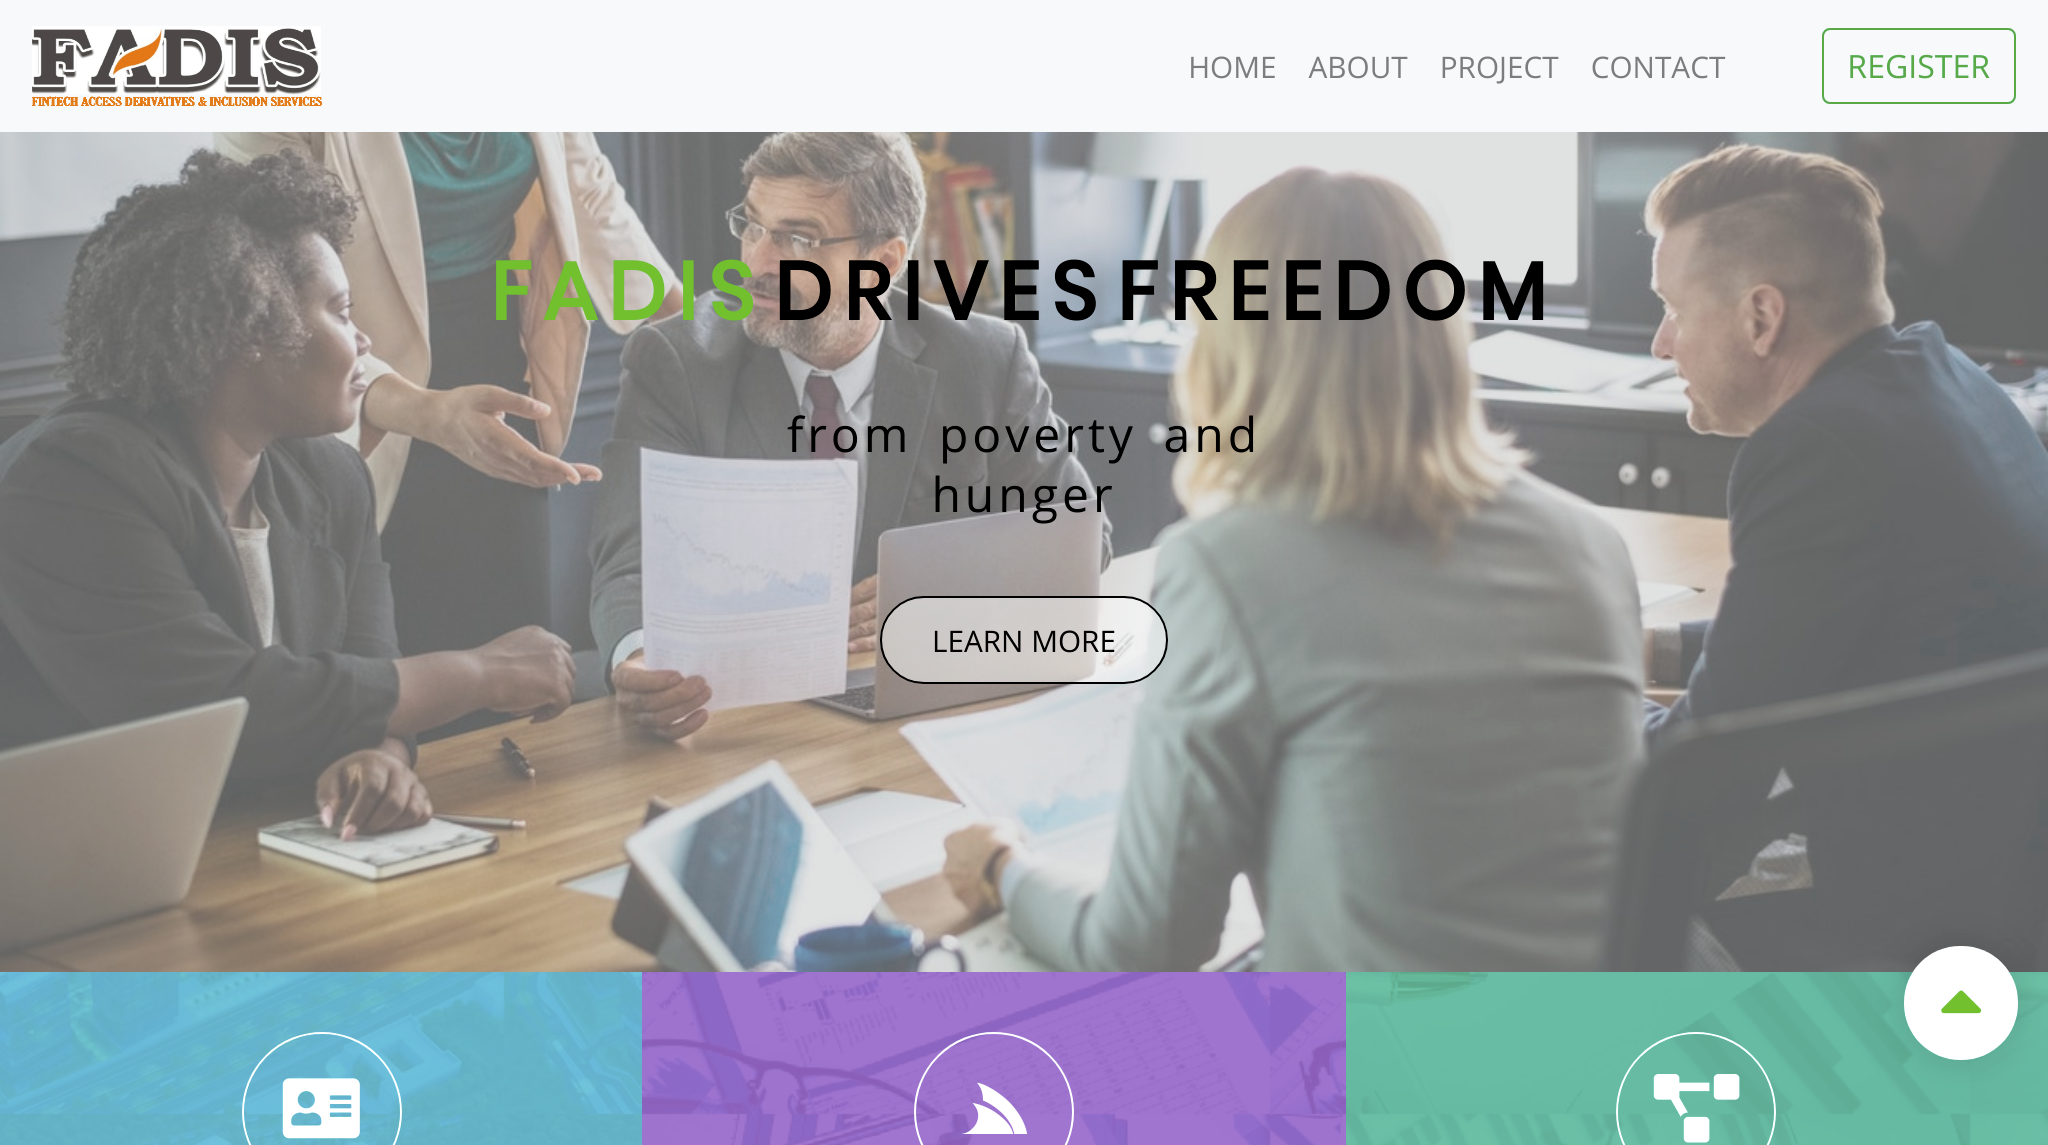 FADIS
FINTECH ACCESS DERIVATIVES & INCLUSION SERVICES
HOME ABOUT PROJECT CONTACT REGISTER
FADIS DRIVES FREEDOM
from poverty and
hunger
LEARN MORE